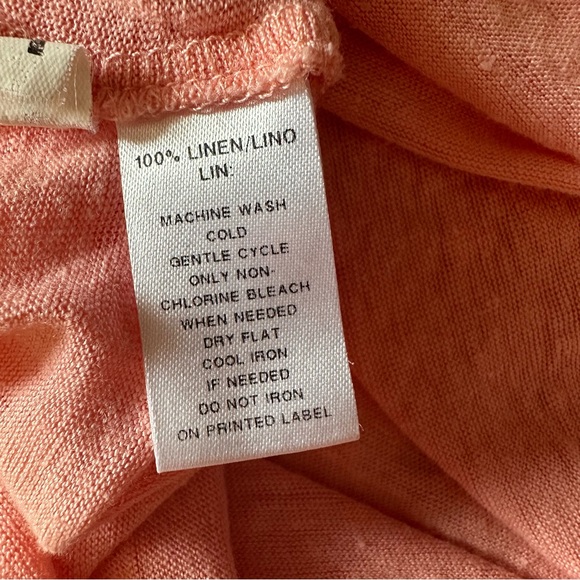 100% LINEN/LINO
LIN:
MACHINE WASH
COLD
GENTLE CYCLE
ONLY NON-
CHLORINE BLEACH
WHEN NEEDED
DRY FLAT
COOL IRON
IF NEEDED
DO NOT IRON
ON PRINTED LABEL